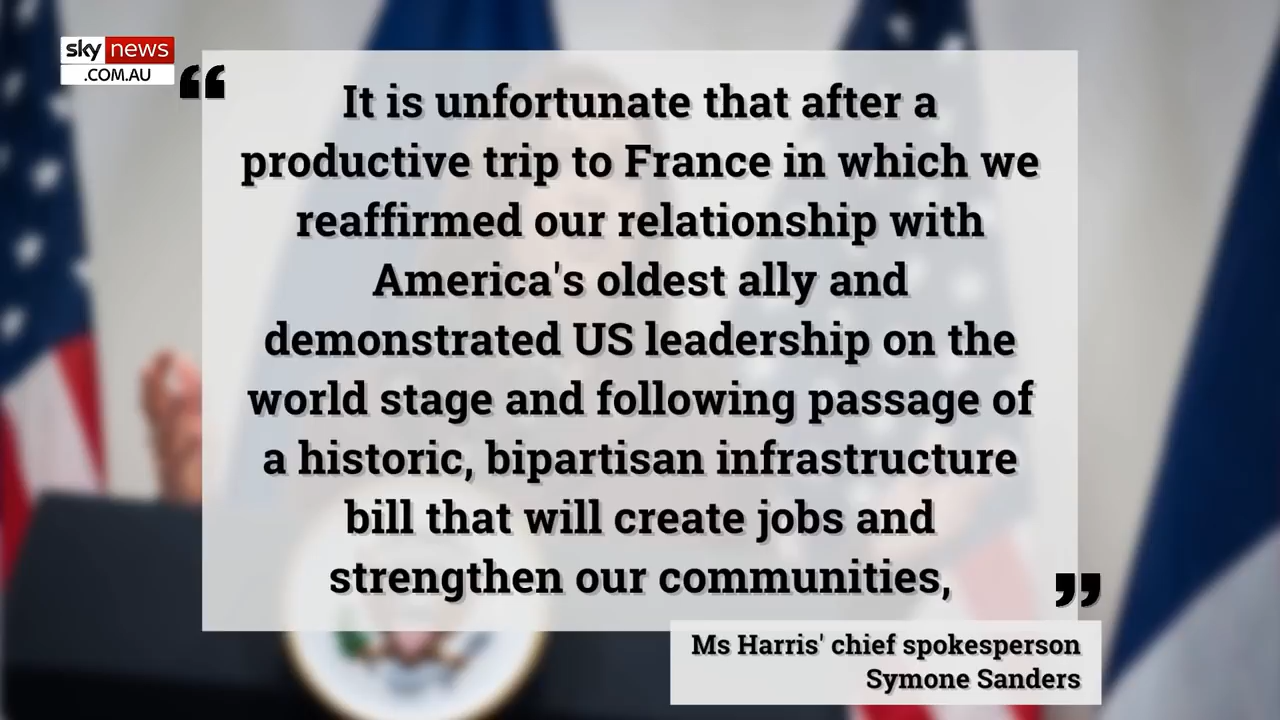 sky news
.COM.AU
“
It is unfortunate that after a
productive trip to France in which we
reaffirmed our relationship with
America's oldest ally and
demonstrated US leadership on the
world stage and following passage of
a historic, bipartisan infrastructure
bill that will create jobs and
strengthen our communities,
”
Ms Harris' chief spokesperson
Symone Sanders